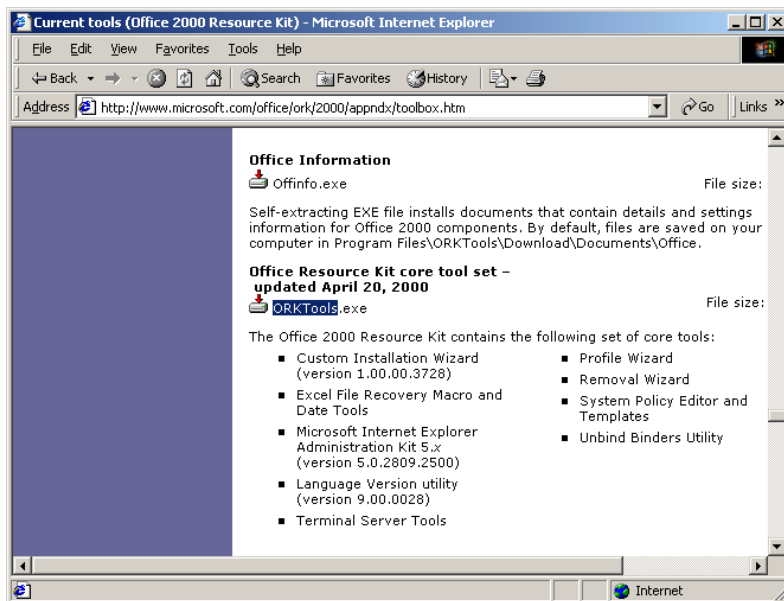 Current tools (Office 2000 Resource Kit) - Microsoft Internet Explorer
File Edit View Favorites Tools Help
Back Search Favorites History
Address http://www.microsoft.com/office/ork/2000/appndx/toolbox.htm Go Links »
Office Information
Offinfo.exe File size:
Self-extracting EXE file installs documents that contain details and settings
information for Office 2000 components. By default, files are saved on your
computer in Program Files\ORKTools\Download\Documents\Office.
Office Resource Kit core tool set –
updated April 20, 2000
ORKTools.exe File size:
The Office 2000 Resource Kit contains the following set of core tools:
▪ Custom Installation Wizard
(version 1.00.00.3728)
▪ Excel File Recovery Macro and
Date Tools
▪ Microsoft Internet Explorer
Administration Kit 5.x
(version 5.0.2809.2500)
▪ Language Version utility
(version 9.00.0028)
▪ Terminal Server Tools
▪ Profile Wizard
▪ Removal Wizard
▪ System Policy Editor and
Templates
▪ Unbind Binders Utility
Internet